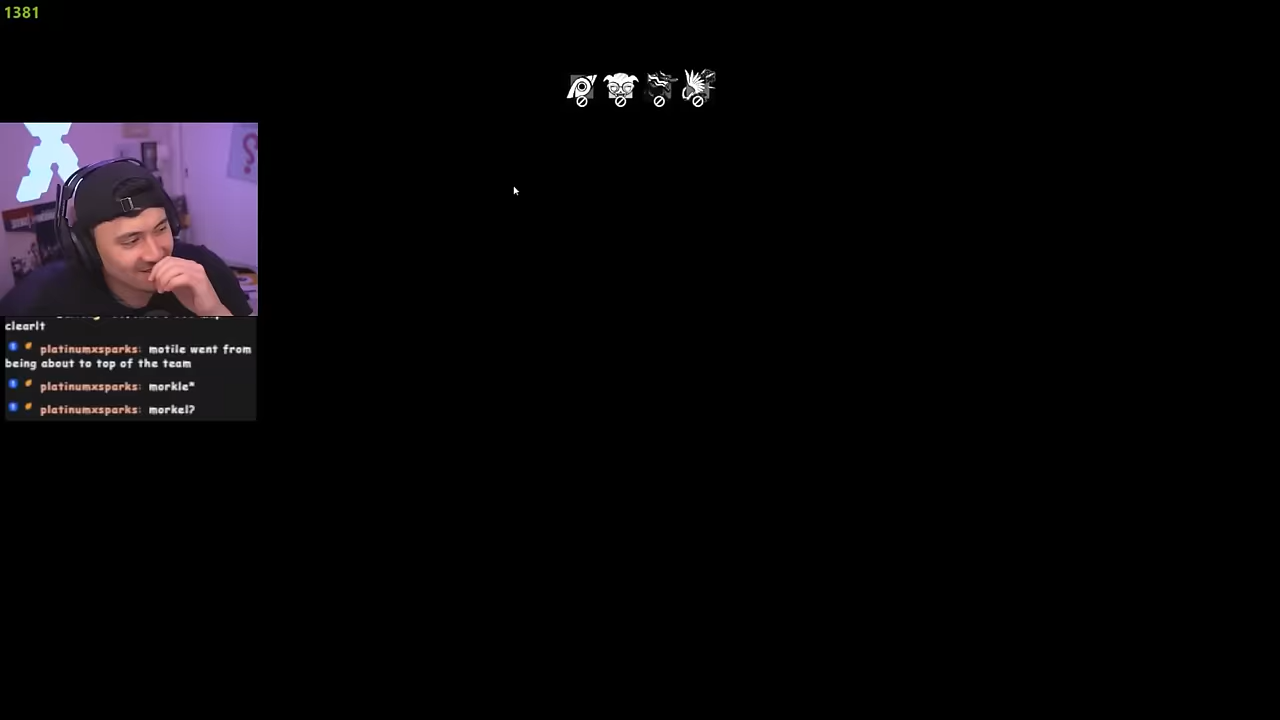 1381
clearIt
platinumxsparks: motile went from
being about to top of the team
platinumxsparks: morkle*
platinumxsparks: morkel?